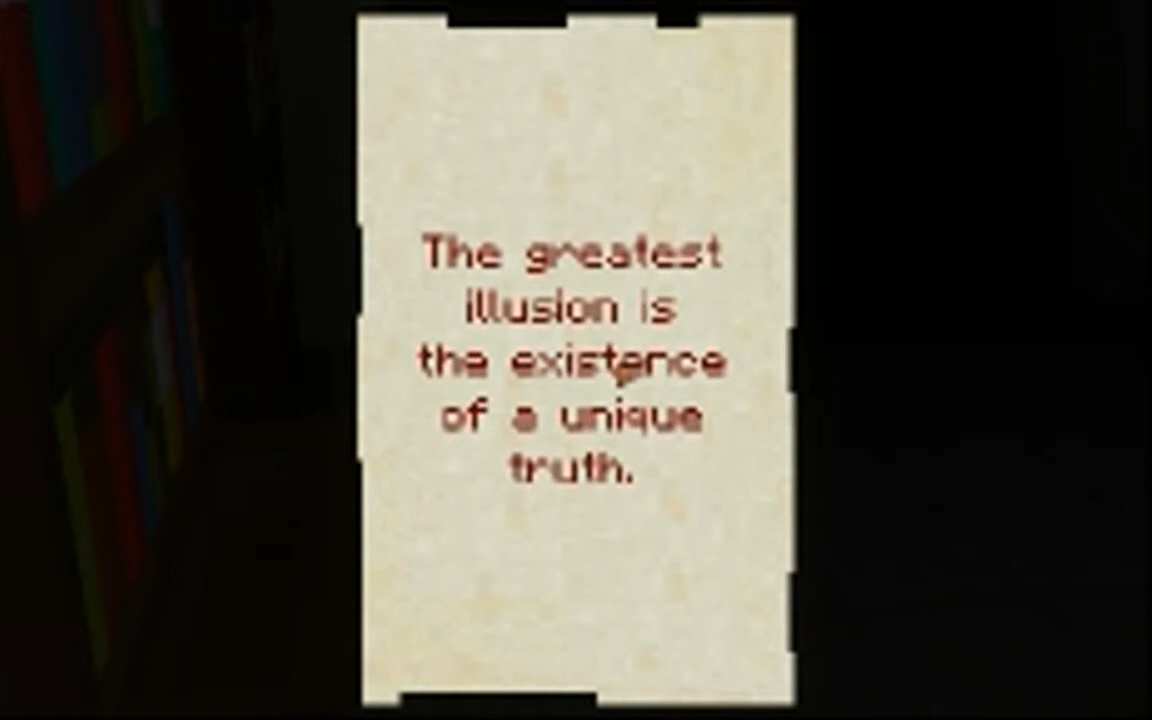 The greatest
illusion is
the existence
of a unique
truth.